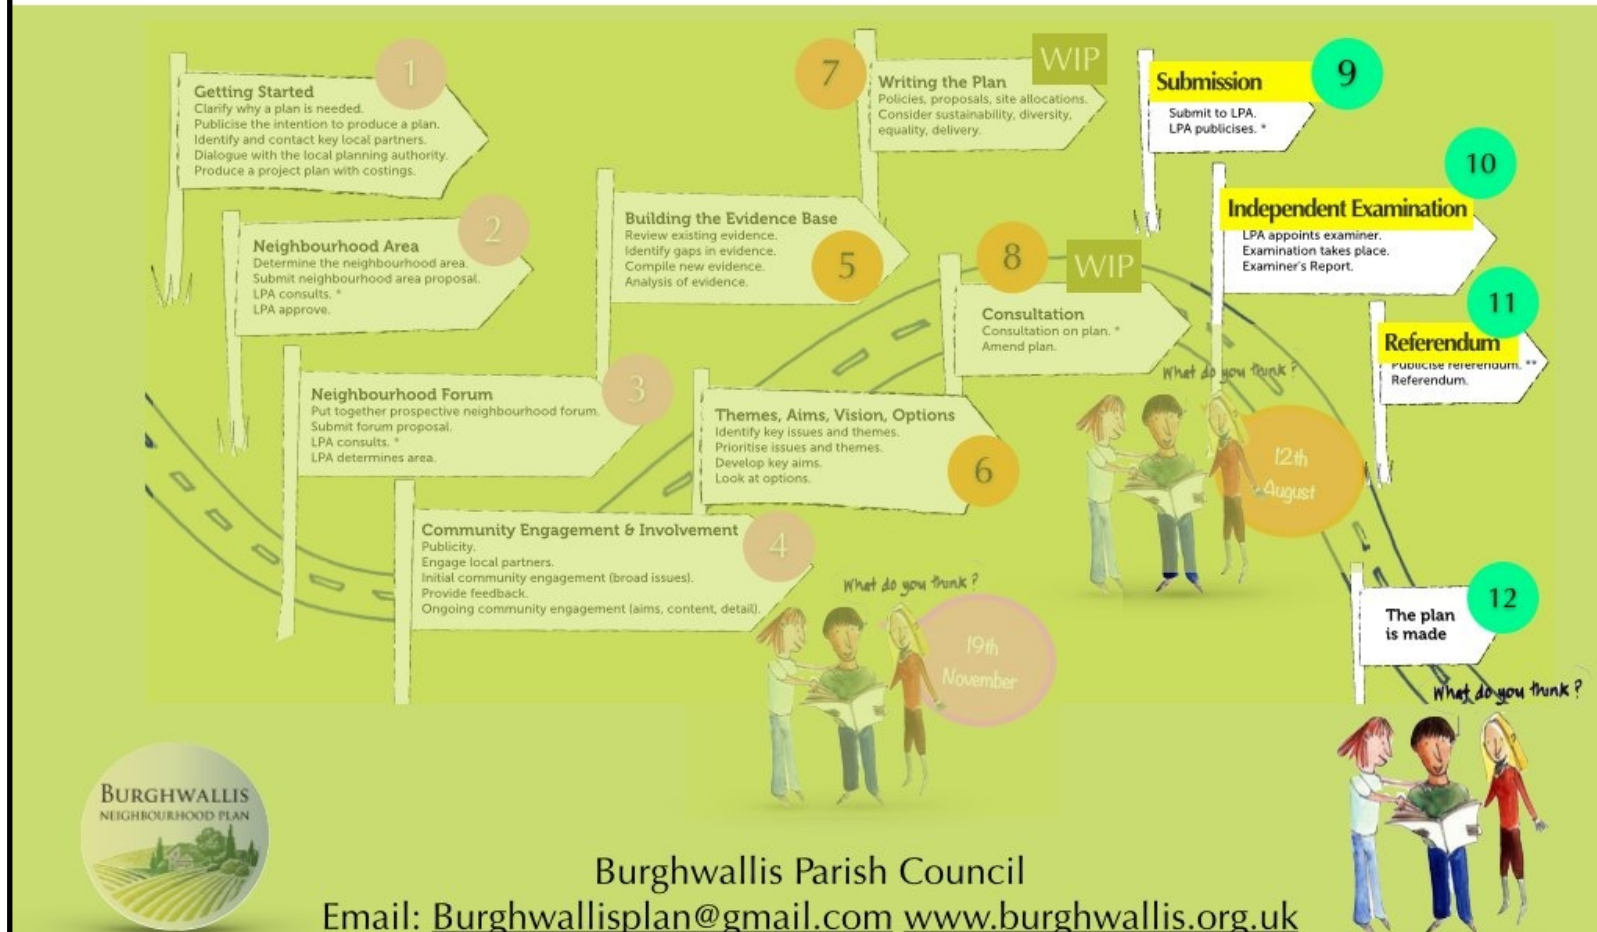 1
Getting Started
Clarify why a plan is needed.
Publicise the intention to produce a plan.
Identify and contact key local partners.
Dialogue with the local planning authority.
Produce a project plan with costings.
2
Neighbourhood Area
Determine the neighbourhood area.
Submit neighbourhood area proposal.
LPA consults. *
LPA approve.
3
Neighbourhood Forum
Put together prospective neighbourhood forum.
Submit forum proposal.
LPA consults. *
LPA determines area.
4
Community Engagement & Involvement
Publicity.
Engage local partners.
Initial community engagement (broad issues).
Provide feedback.
Ongoing community engagement (aims, content, detail).
What do you think?
19th
November
Building the Evidence Base
Review existing evidence.
Identify gaps in evidence.
Compile new evidence.
Analysis of evidence.
5
Themes, Aims, Vision, Options
Identify key issues and themes.
Prioritise issues and themes.
Develop key aims.
Look at options.
6
7
WIP
Writing the Plan
Policies, proposals, site allocations.
Consider sustainability, diversity,
equality, delivery.
8
WIP
Consultation
Consultation on plan. *
Amend plan.
What do you think?
12th
August
Submission
9
Submit to LPA.
LPA publicises. *
10
Independent Examination
LPA appoints examiner.
Examination takes place.
Examiner's Report.
11
Referendum
Publicise referendum. **
Referendum.
12
The plan
is made
What do you think?
BURGHWALLIS
NEIGHBOURHOOD PLAN
Burghwallis Parish Council
Email: Burghwallisplan@gmail.com www.burghwallis.org.uk